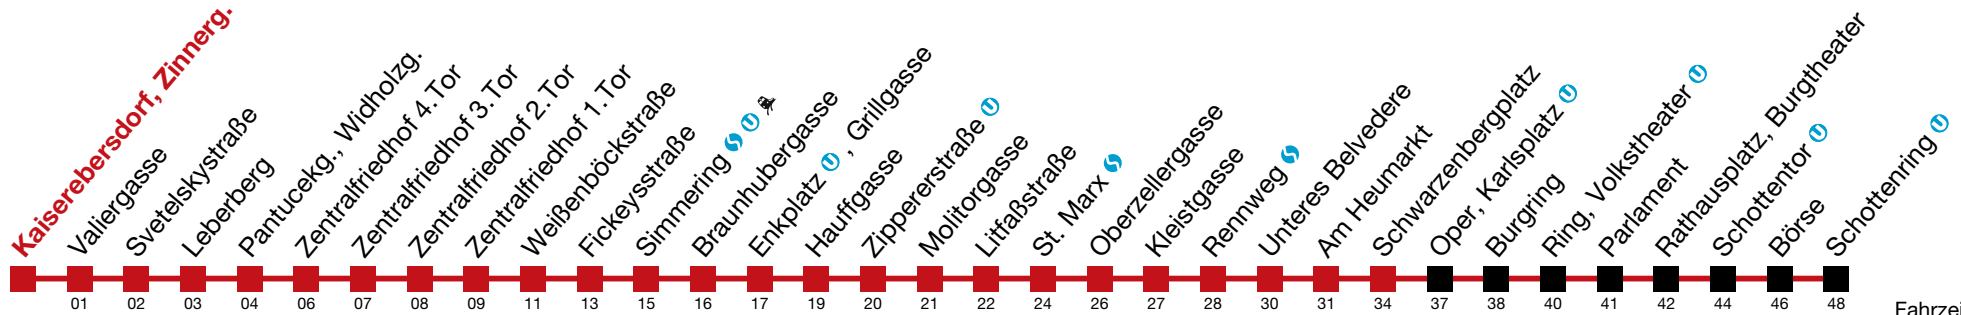 Kaiserebersdorf, Zinnerg.
Valiergasse
Svetelskystraße
Leberberg
Pantucekg., Widholzg.
Zentralfriedhof 4.Tor
Zentralfriedhof 3.Tor
Zentralfriedhof 2.Tor
Zentralfriedhof 1.Tor
Weißenböckstraße
Fickeysstraße
Simmering S U
Braunhubergasse
Enkplatz U , Grillgasse
Hauffgasse
Zippererstraße U
Molitorgasse
Litfaßstraße
St. Marx S
Oberzellergasse
Kleistgasse
Rennweg S
Unteres Belvedere
Am Heumarkt
Schwarzenbergplatz
Oper, Karlsplatz U
Burgring
Ring, Volkstheater U
Parlament
Rathausplatz, Burgtheater
Schottentor U
Börse
Schottenring U
01 02 03 04 06 07 08 09 11 13 15 16 17 19 20 21 22 24 26 27 28 30 31 34 37 38 40 41 42 44 46 48
Fahrzei